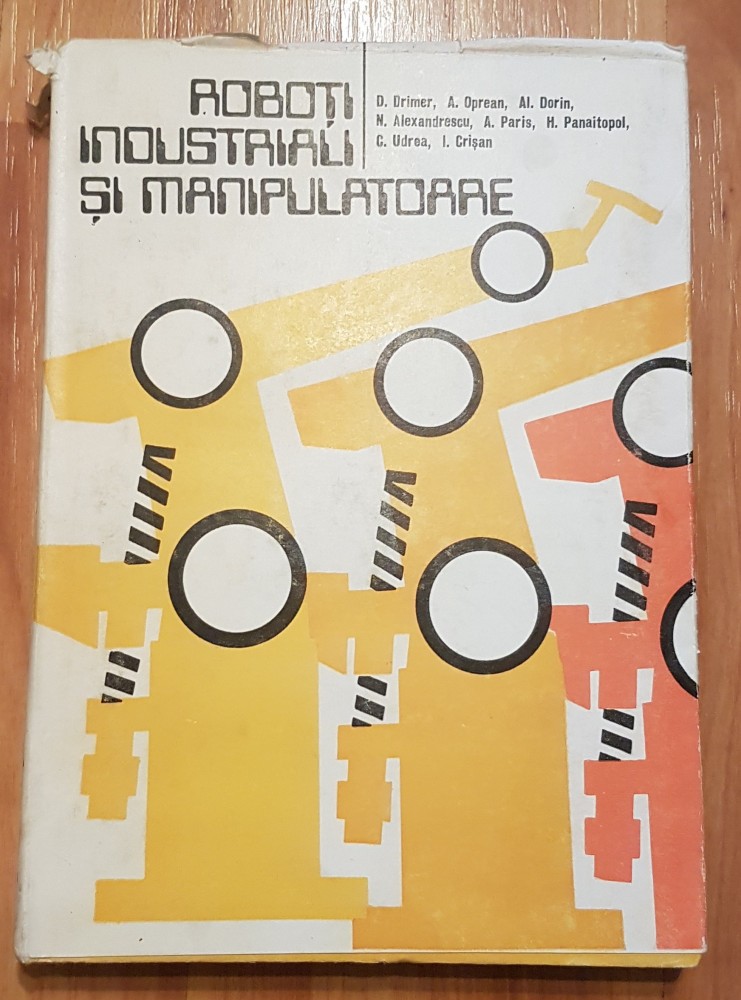 ROBOȚI
INDUSTRIALI
ȘI MANIPULATOARE
D. Drimer, A. Oprean, Al. Dorin,
N. Alexandrescu, A. Paris, H. Panaitopol,
C. Udrea, I. Crișan